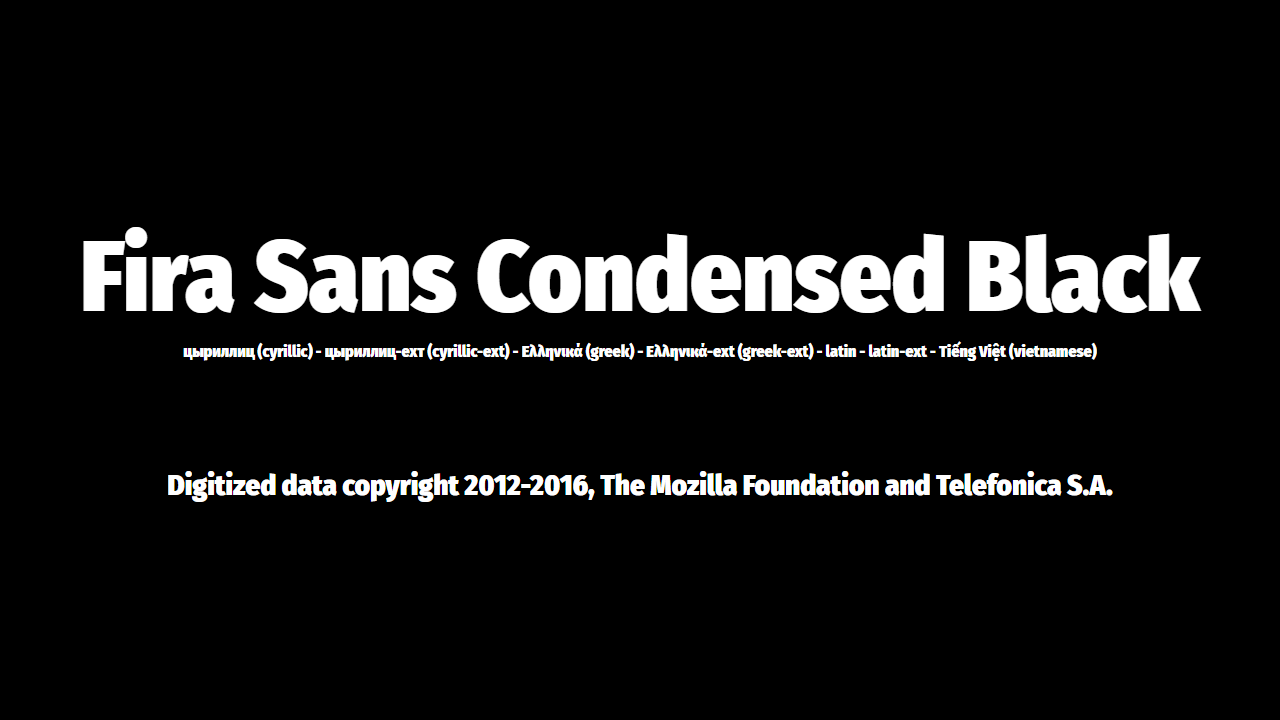 Fira Sans Condensed Black
цыриллиц (cyrillic) - цыриллиц-ехт (cyrillic-ext) - Ελληνικά (greek) - Ελληνικά-ext (greek-ext) - latin - latin-ext - Tiếng Việt (vietnamese)
Digitized data copyright 2012-2016, The Mozilla Foundation and Telefonica S.A.